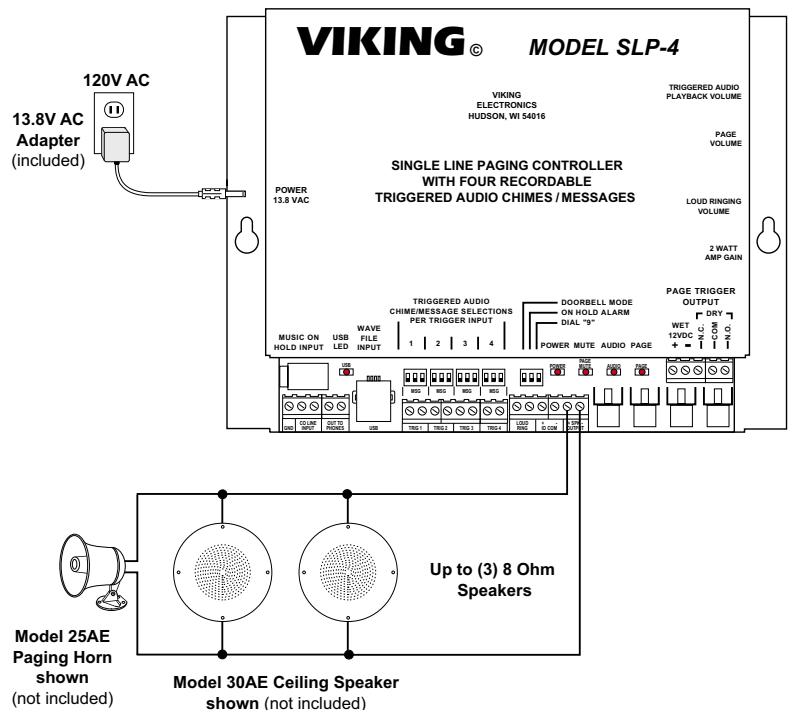 VIKING © MODEL SLP-4
120V AC
13.8V AC
Adapter
(included)
VIKING
ELECTRONICS
HUDSON, WI 54016
TRIGGERED AUDIO
PLAYBACK VOLUME
PAGE
VOLUME
SINGLE LINE PAGING CONTROLLER
WITH FOUR RECORDABLE
TRIGGERED AUDIO CHIMES / MESSAGES
POWER
13.8 VAC
LOUD RINGING
VOLUME
2 WATT
AMP GAIN
PAGE TRIGGER
OUTPUT
DRY
WET
12VDC
+ -
N.C.
COM
N.O.
TRIGGERED AUDIO
CHIME/MESSAGE SELECTIONS
PER TRIGGER INPUT
1 2 3 4
DOORBELL MODE
ON HOLD ALARM
DIAL "9"
MUSIC ON
HOLD INPUT
USB
LED
WAVE
FILE
INPUT
POWER MUTE AUDIO PAGE
USB
MSG MSG MSG MSG
POWER
PAGE
MUTE
AUDIO
PAGE
GND
CO LINE
INPUT
OUT TO
PHONES
USB
TRIG 1 TRIG 2 TRIG 3 TRIG 4
LOUD
RING
+ -
IO COM
+ SPK -
OUTPUT
Up to (3) 8 Ohm
Speakers
Model 25AE
Paging Horn
shown
(not included)
Model 30AE Ceiling Speaker
shown (not included)